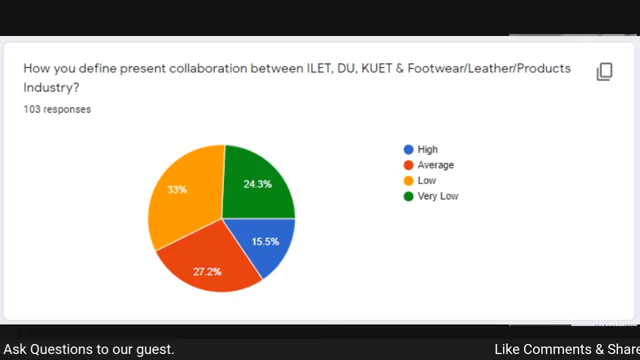 How you define present collaboration between ILET, DU, KUET & Footwear/Leather/Products
Industry?
103 responses
High
Average
Low
Very Low
24.3%
33%
15.5%
27.2%
Ask Questions to our guest.
Like Comments & Share